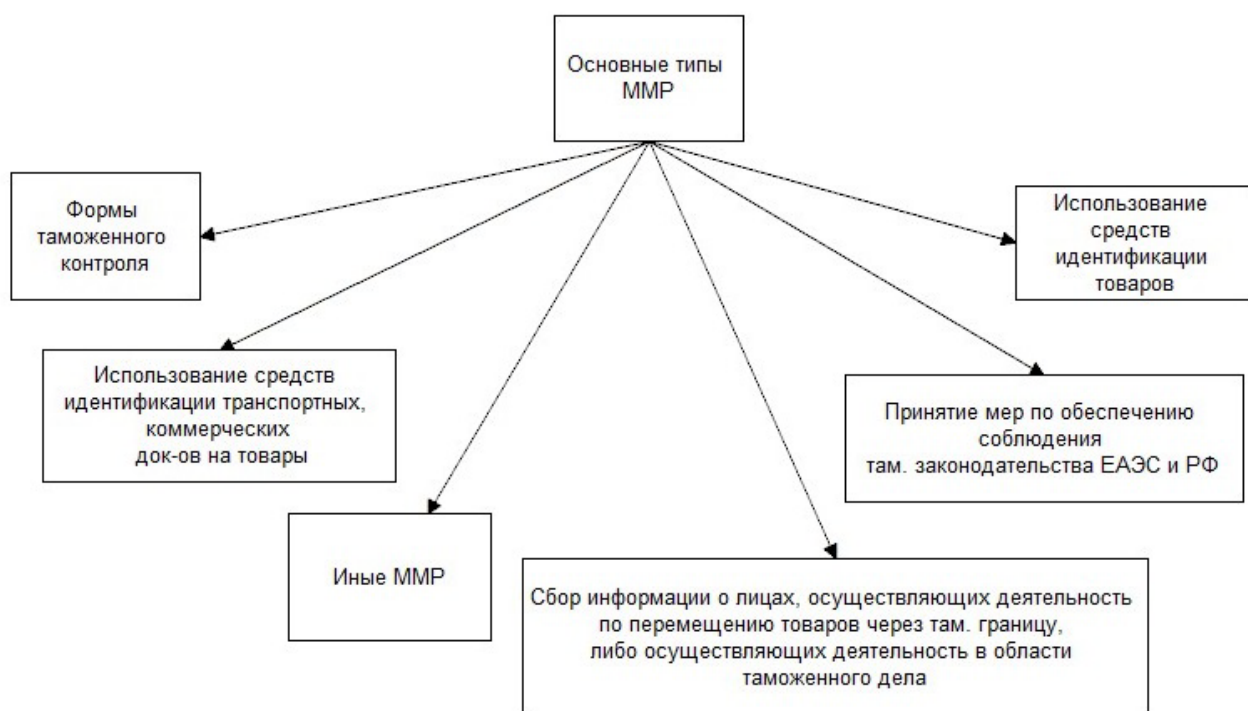 Основные типы
ММР
Формы
таможенного
контроля
Использование
средств
идентификации
товаров
Использование средств
идентификации транспортных,
коммерческих
док-ов на товары
Принятие мер по обеспечению
соблюдения
там. законодательства ЕАЭС и РФ
Иные ММР
Сбор информации о лицах, осуществляющих деятельность
по перемещению товаров через там. границу,
либо осуществляющих деятельность в области
таможенного дела